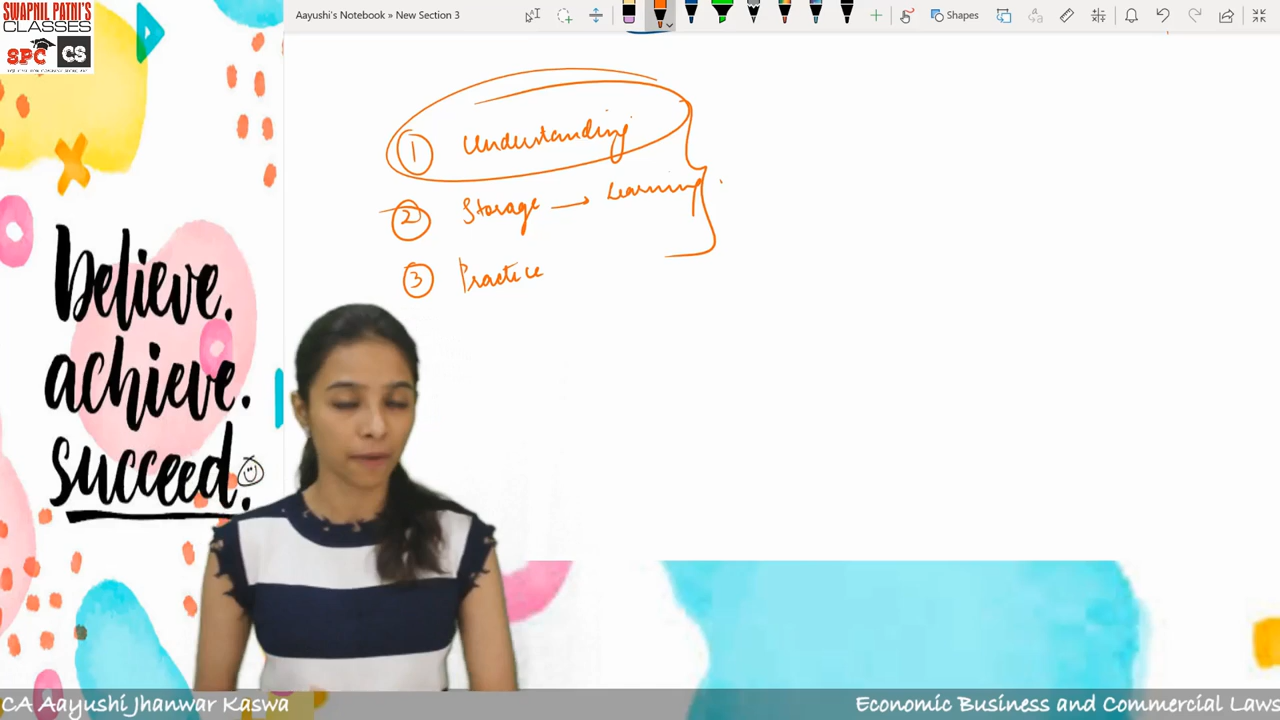 SWAPNIL PATNI'S
CLASSES
SPC CS
Aayushi's Notebook » New Section 3
Shapes
1 Understanding
2 Storage → Learning.
3 Practice
believe.
achieve.
succeed.
CA Aayushi Jhanwar Kaswa
Economic Business and Commercial Laws